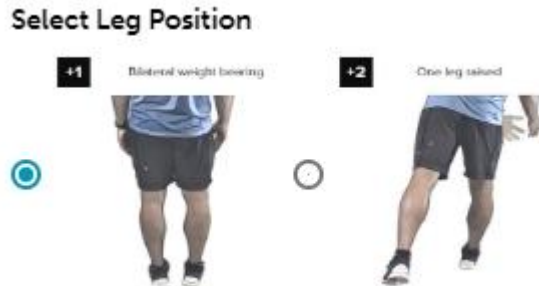 Select Leg Position
+1
Bilateral weight bearing
+2
One leg raised